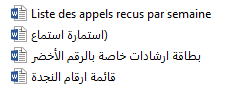 Liste des appels recus par semaine
(استمارة استماع
بطاقة ارشادات خاصة بالرقم الأخضر
قائمة ارقام النجدة